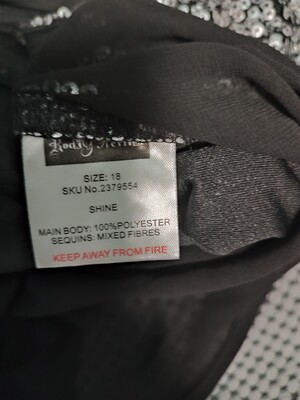 SIZE: 18
SKU No.2379554
SHINE
MAIN BODY: 100%POLYESTER
SEQUINS: MIXED FIBRES
KEEP AWAY FROM FIRE